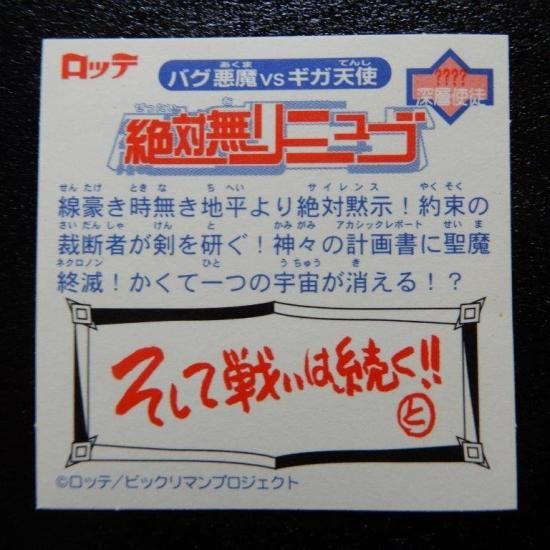 ロッテ
あくま てんし
バグ悪魔VSギガ天使
????
深層使徒
ぜったい と
絶対無リニューブ
せん たけ とき な ち へい サイレンス やく そく
線豪き時無き地平より絶対黙示!約束の
さい だん しゃ けん と かみ がみ アカシックレポート せい ま
裁断者が剣を研ぐ!神々の計画書に聖魔
ネクロノン ひと う ちゅう き
終滅!かくて一つの宇宙が消える!?
そして戦いは続く!!
と
©ロッテ/ビックリマンプロジェクト